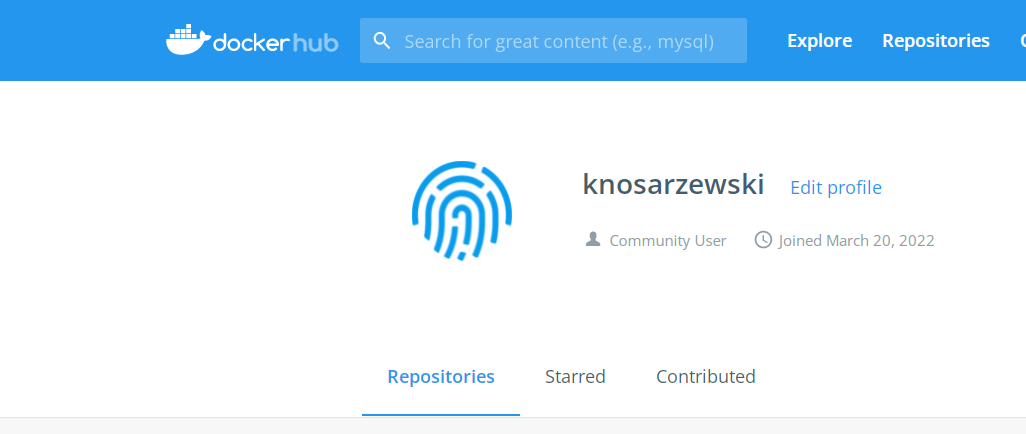 docker hub Search for great content (e.g., mysql) Explore Repositories
knosarzewski Edit profile
Community User Joined March 20, 2022
Repositories Starred Contributed